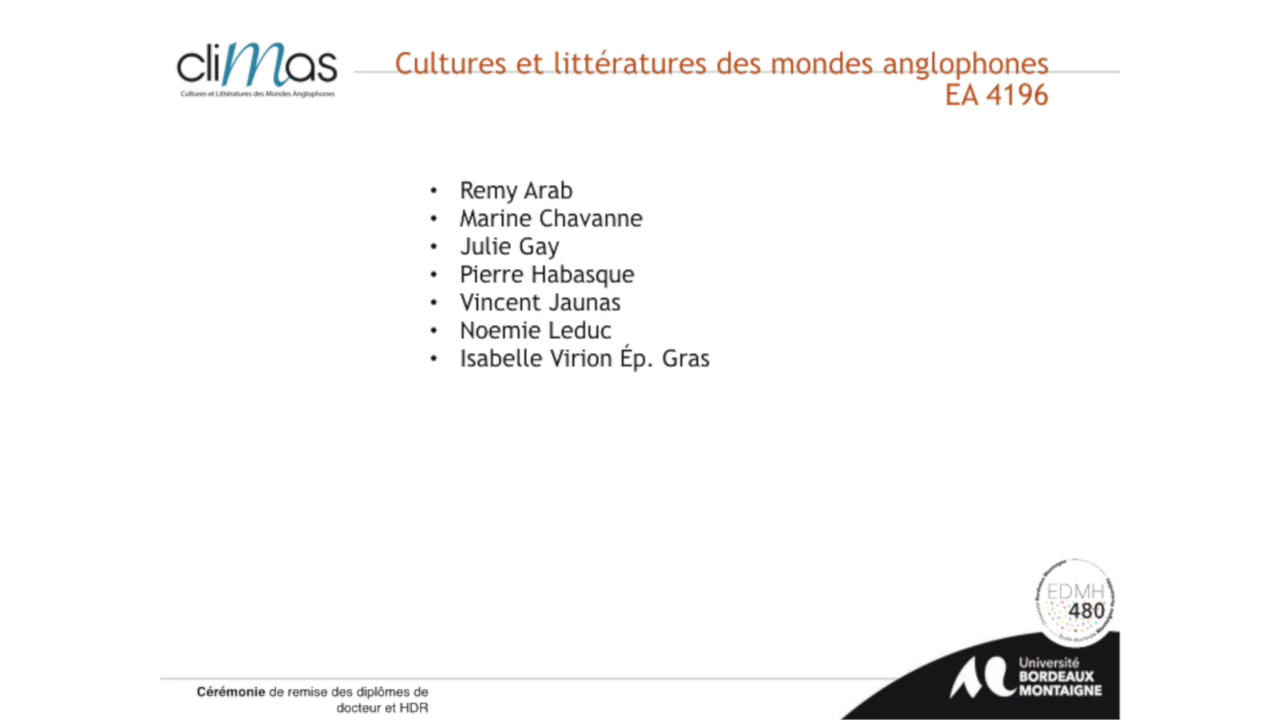 cliMas
Cultures et Littératures des Mondes Anglophones
Cultures et littératures des mondes anglophones
EA 4196
• Remy Arab
• Marine Chavanne
• Julie Gay
• Pierre Habasque
• Vincent Jaunas
• Noemie Leduc
• Isabelle Virion Ép. Gras
EDMH
480
Université
BORDEAUX
MONTAIGNE
Cérémonie de remise des diplômes de
docteur et HDR